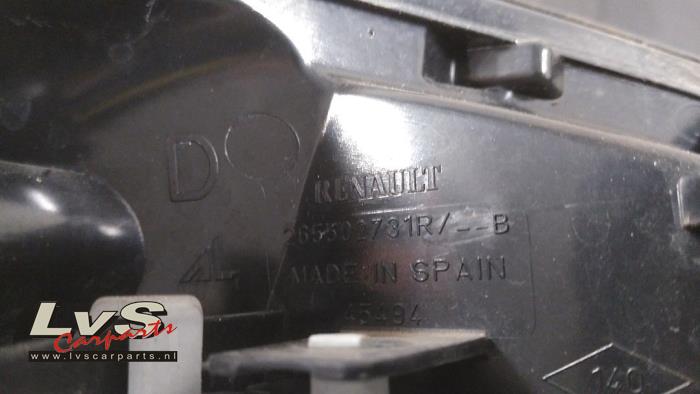 D
RENAULT
265502731R/--B
MADE IN SPAIN
45494
140
LvS
Carparts
www.lvscarparts.nl